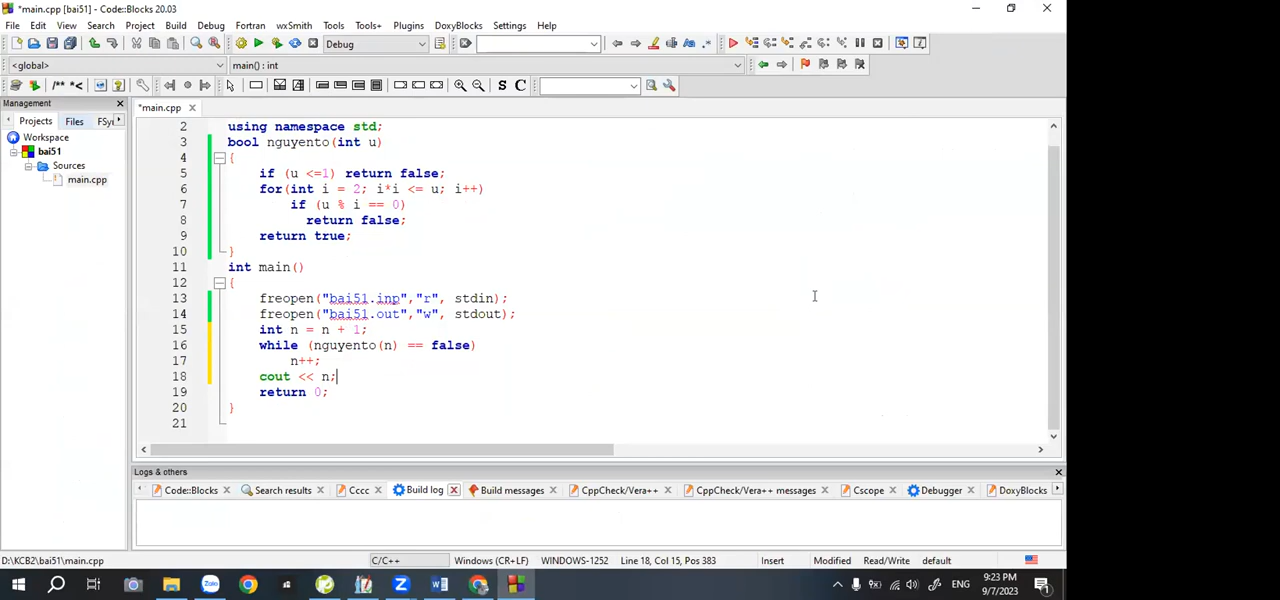 *main.cpp [bai51] - Code::Blocks 20.03
File Edit View Search Project Build Debug Fortran wxSmith Tools Tools+ Plugins DoxyBlocks Settings Help
Debug
<global> main() : int
/** *< S C
Management *main.cpp
Projects Files FSy
Workspace
bai51
Sources
main.cpp
2 using namespace std;
3 bool nguyento(int u)
4 {
5 if (u <=1) return false;
6 for(int i = 2; i*i <= u; i++)
7 if (u % i == 0)
8 return false;
9 return true;
10 }
11 int main()
12 {
13 freopen("bai51.inp","r", stdin);
14 freopen("bai51.out","w", stdout);
15 int n = n + 1;
16 while (nguyento(n) == false)
17 n++;
18 cout << n;
19 return 0;
20 }
21
Logs & others
Code::Blocks Search results Cccc Build log Build messages CppCheck/Vera++ CppCheck/Vera++ messages Cscope Debugger DoxyBlocks
D:\KCB2\bai51\main.cpp C/C++ Windows (CR+LF) WINDOWS-1252 Line 18, Col 15, Pos 383 Insert Modified Read/Write default
Zalo ENG 9:23 PM
9/7/2023